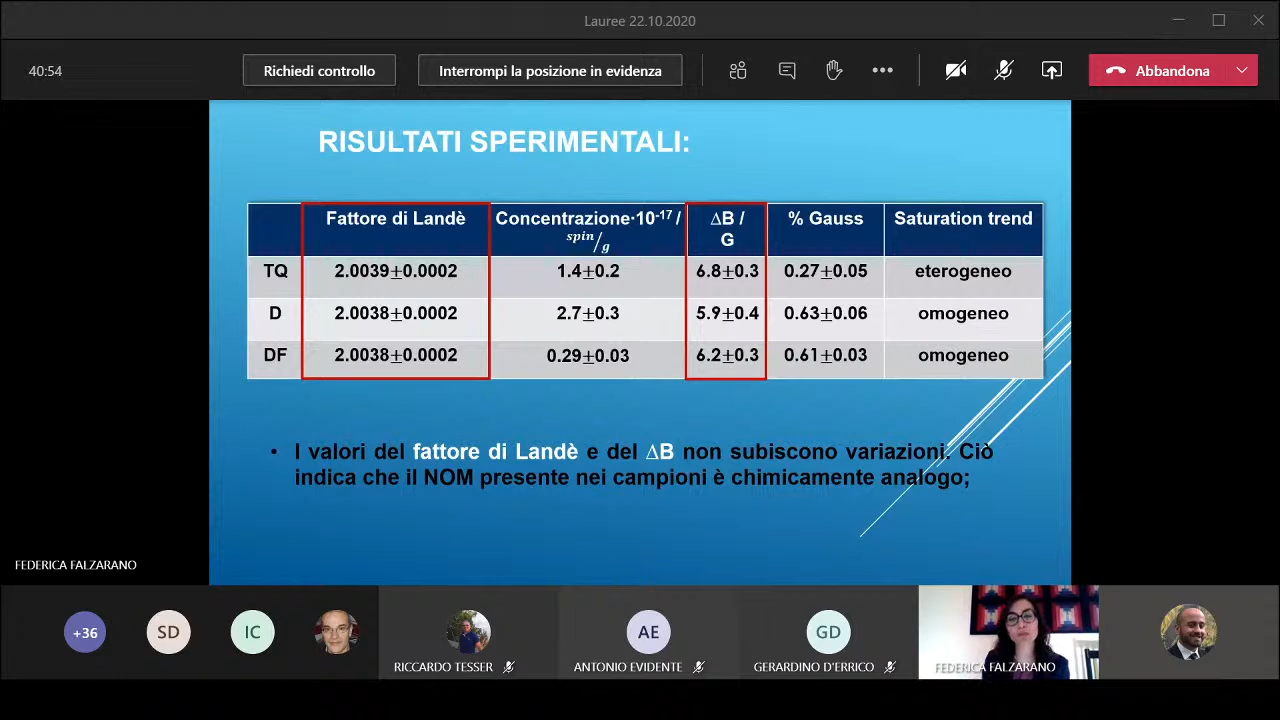 Lauree 22.10.2020
40:54
Richiedi controllo
Interrompi la posizione in evidenza
Abbandona
RISULTATI SPERIMENTALI:
Fattore di Landè
Concentrazione·10⁻¹⁷ /
spin/g
ΔB /
G
% Gauss
Saturation trend
TQ 2.0039±0.0002 1.4±0.2 6.8±0.3 0.27±0.05 eterogeneo
D 2.0038±0.0002 2.7±0.3 5.9±0.4 0.63±0.06 omogeneo
DF 2.0038±0.0002 0.29±0.03 6.2±0.3 0.61±0.03 omogeneo
• I valori del fattore di Landè e del ΔB non subiscono variazioni. Ciò
indica che il NOM presente nei campioni è chimicamente analogo;
FEDERICA FALZARANO
+36
SD
IC
RICCARDO TESSER
AE
ANTONIO EVIDENTE
GD
GERARDINO D'ERRICO
FEDERICA FALZARANO